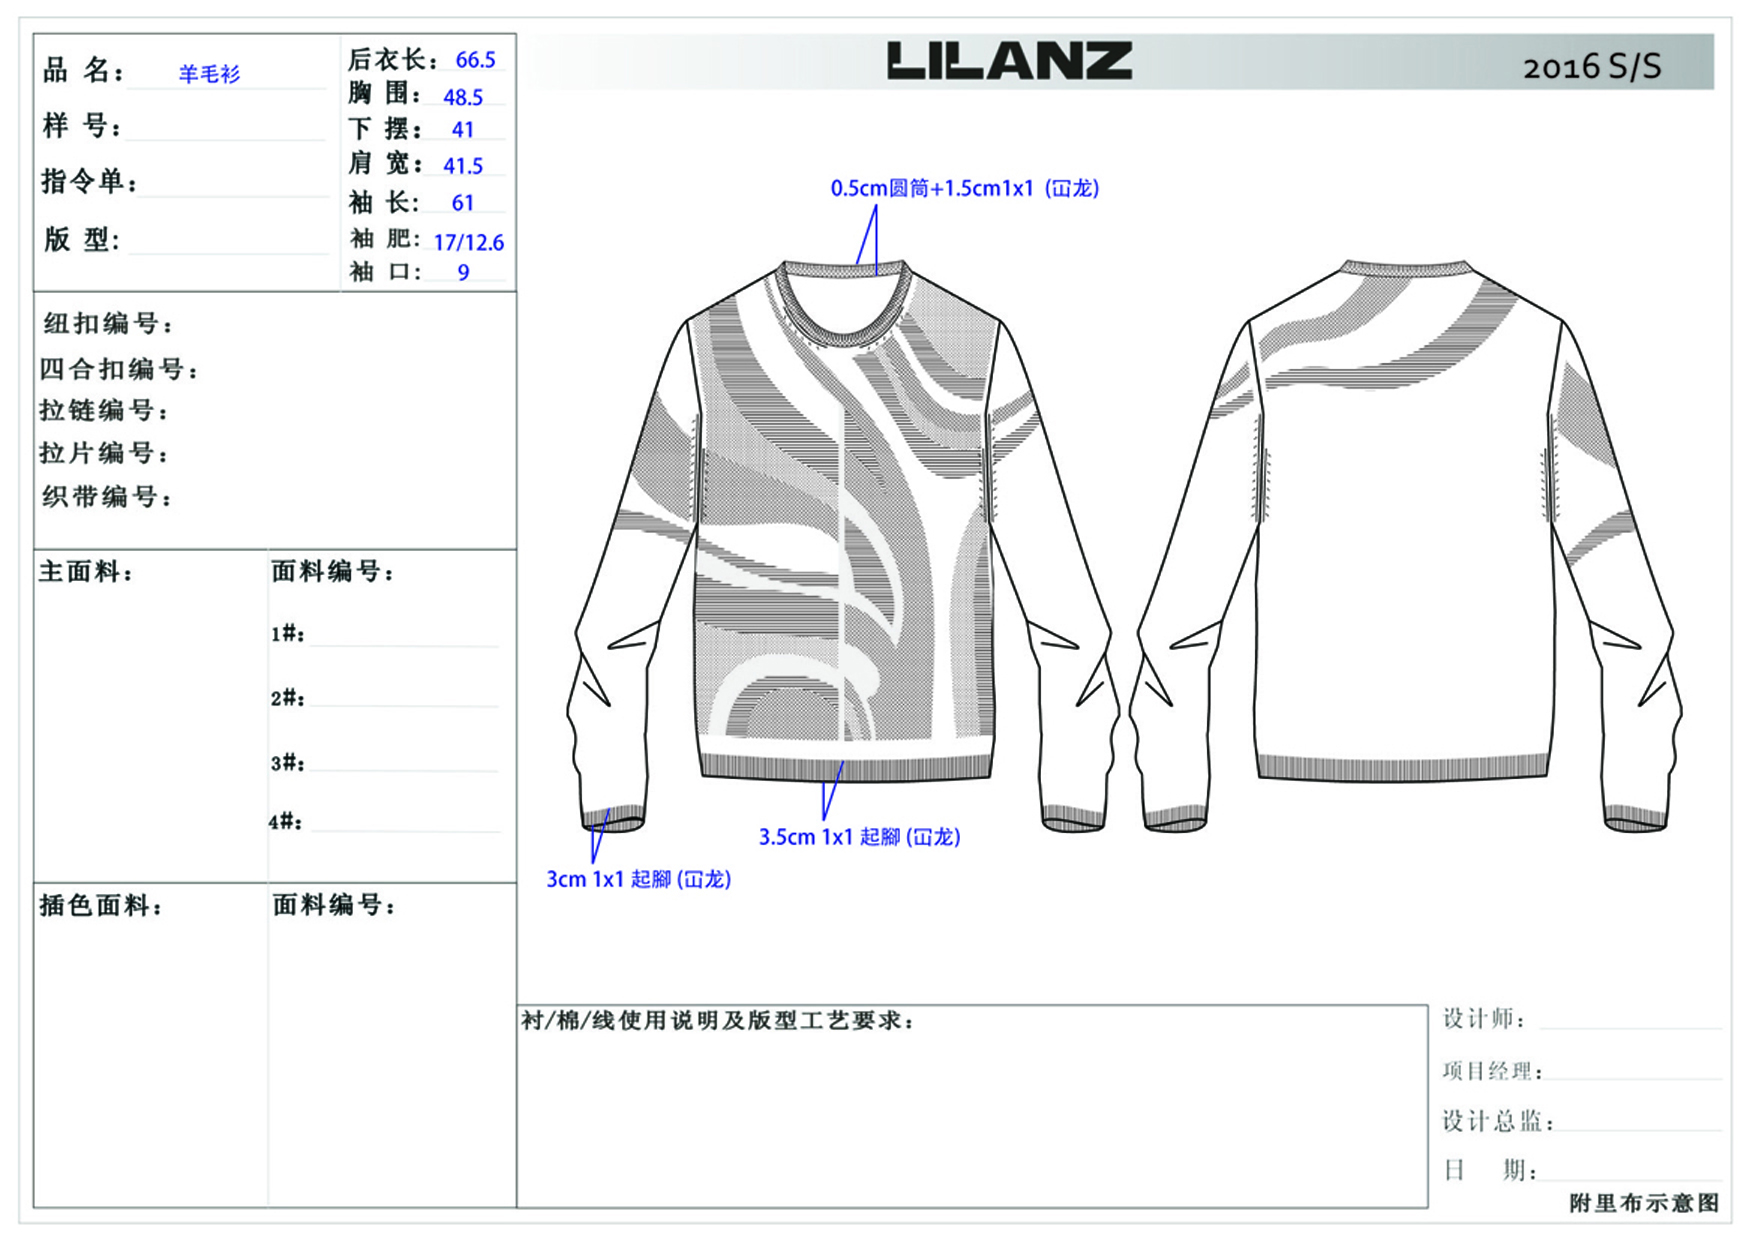 LILANZ
2016 S/S
品 名： 羊毛衫
样 号：
指令单：
版 型：
后衣长： 66.5
胸 围： 48.5
下 摆： 41
肩 宽： 41.5
袖 长： 61
袖 肥： 17/12.6
袖 口： 9
纽扣编号：
四合扣编号：
拉链编号：
拉片编号：
织带编号：
主面料：
面料编号：
1#：
2#：
3#：
4#：
插色面料：
面料编号：
0.5cm圆筒+1.5cm1x1 (冚龙)
3.5cm 1x1 起腳 (冚龙)
3cm 1x1 起腳 (冚龙)
衬/棉/线使用说明及版型工艺要求：
设计师：
项目经理：
设计总监：
日 期：
附里布示意图